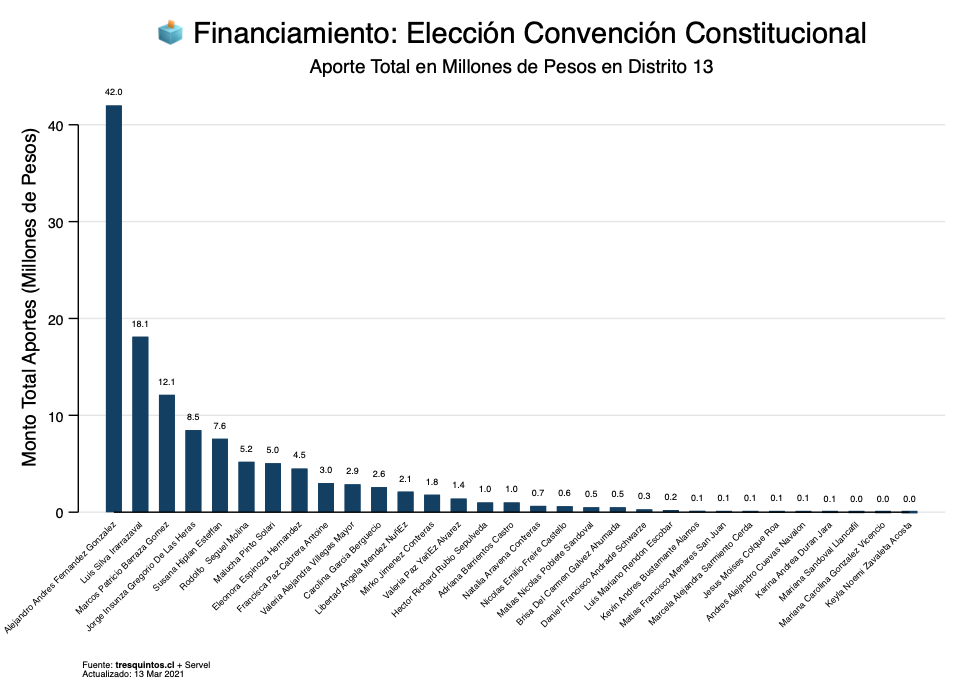 Financiamiento: Elección Convención Constitucional
Aporte Total en Millones de Pesos en Distrito 13
Monto Total Aportes (Millones de Pesos)
40
30
20
10
0
42.0
18.1
12.1
8.5
7.6
5.2
5.0
4.5
3.0
2.9
2.6
2.1
1.8
1.4
1.0
1.0
0.7
0.6
0.5
0.5
0.3
0.2
0.1
0.1
0.1
0.1
0.1
0.1
0.0
0.0
0.0
Alejandro Andres Fernandez Gonzalez
Luis Silva Irarrazaval
Marcos Patricio Barraza Gomez
Jorge Insunza Gregorio De Las Heras
Susana Hiplan Esteffan
Rodolfo Seguel Molina
Malucha Pinto Solari
Eleonora Espinoza Hernandez
Francisca Paz Cabrera Antoine
Valeria Alejandra Villegas Mayor
Carolina García Berguecio
Libertad Angela Mendez NuñEz
Mirko Jimenez Contreras
Valeria Paz YañEz Alvarez
Hector Richard Rubio Sepulveda
Adriana Barrientos Castro
Natalia Aravena Contreras
Nicolas Emilio Freire Castello
Matias Nicolas Poblete Sandoval
Brisa Del Carmen Galvez Ahumada
Daniel Francisco Andrade Schwarze
Luis Mariano Rendon Escobar
Kevin Andres Bustamante Alamos
Matias Francisco Menares San Juan
Marcela Alejandra Sarmiento Cerda
Jesus Moises Colque Roa
Andres Alejandro Cuevas Navalon
Karina Andrea Duran Jara
Mariana Sandoval Llancafil
Mariana Carolina Gonzalez Vicencio
Keyla Noemi Zavaleta Acosta
Fuente: tresquintos.cl + Servel
Actualizado: 13 Mar 2021